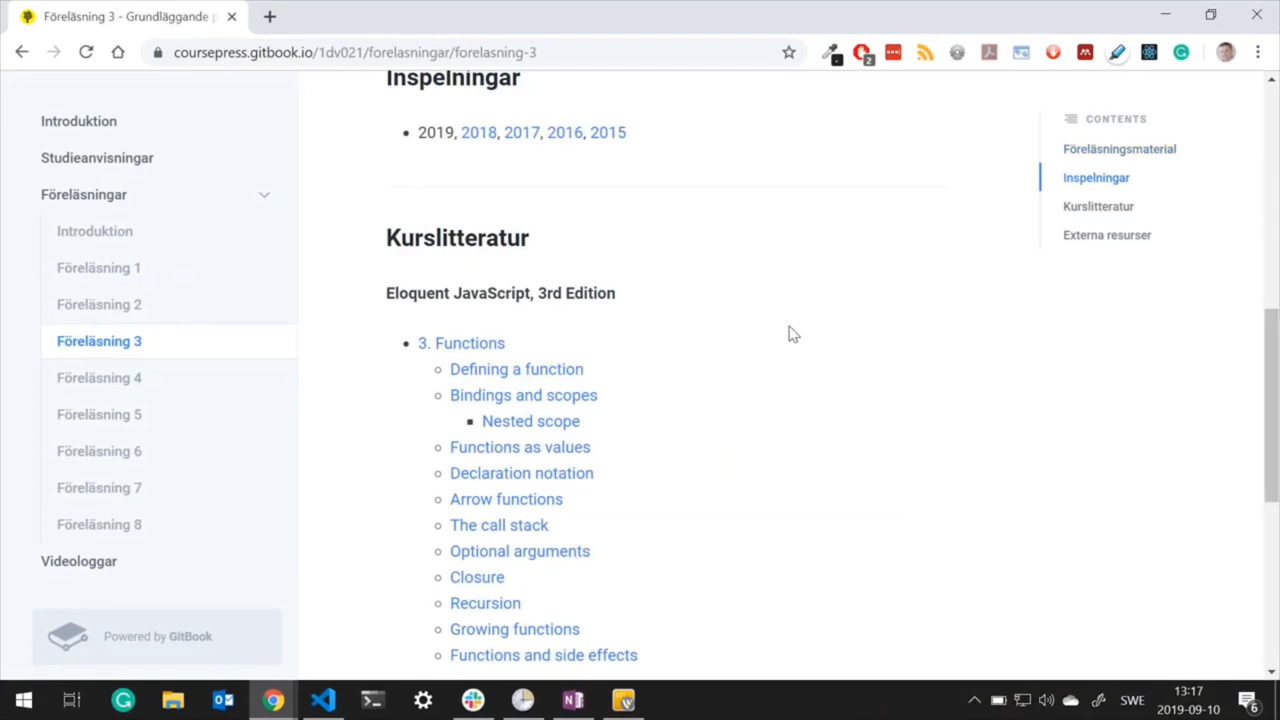 Föreläsning 3 - Grundläggande p
coursepress.gitbook.io/1dv021/forelasningar/forelasning-3
2
Introduktion
Studieanvisningar
Föreläsningar
Introduktion
Föreläsning 1
Föreläsning 2
Föreläsning 3
Föreläsning 4
Föreläsning 5
Föreläsning 6
Föreläsning 7
Föreläsning 8
Videologgar
Powered by GitBook
Inspelningar
2019, 2018, 2017, 2016, 2015
Kurslitteratur
Eloquent JavaScript, 3rd Edition
3. Functions
Defining a function
Bindings and scopes
Nested scope
Functions as values
Declaration notation
Arrow functions
The call stack
Optional arguments
Closure
Recursion
Growing functions
Functions and side effects
CONTENTS
Föreläsningsmaterial
Inspelningar
Kurslitteratur
Externa resurser
SWE
13:17
2019-09-10
6